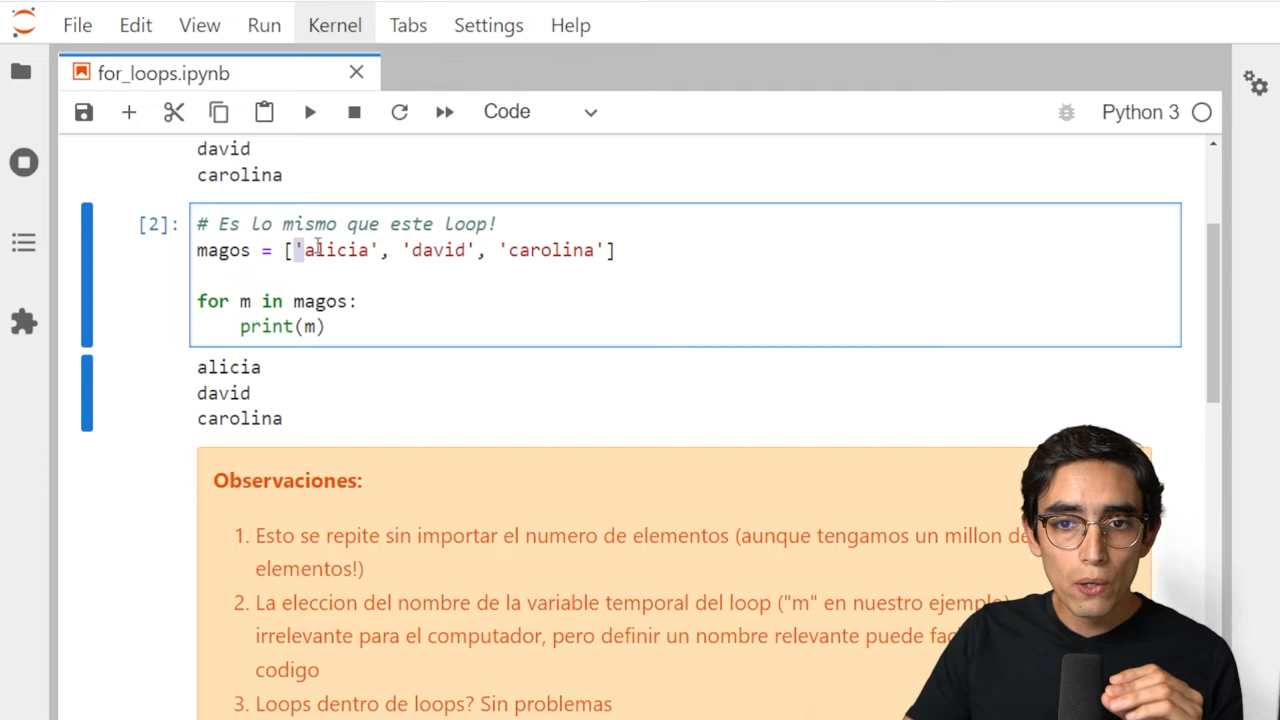 File Edit View Run Kernel Tabs Settings Help
for_loops.ipynb
Code
Python 3
david
carolina
[2]: # Es lo mismo que este loop!
magos = ['alicia', 'david', 'carolina']
for m in magos:
print(m)
alicia
david
carolina
Observaciones:
1. Esto se repite sin importar el numero de elementos (aunque tengamos un millon de
elementos!)
2. La eleccion del nombre de la variable temporal del loop ("m" en nuestro ejemplo)
irrelevante para el computador, pero definir un nombre relevante puede
codigo
3. Loops dentro de loops? Sin problemas